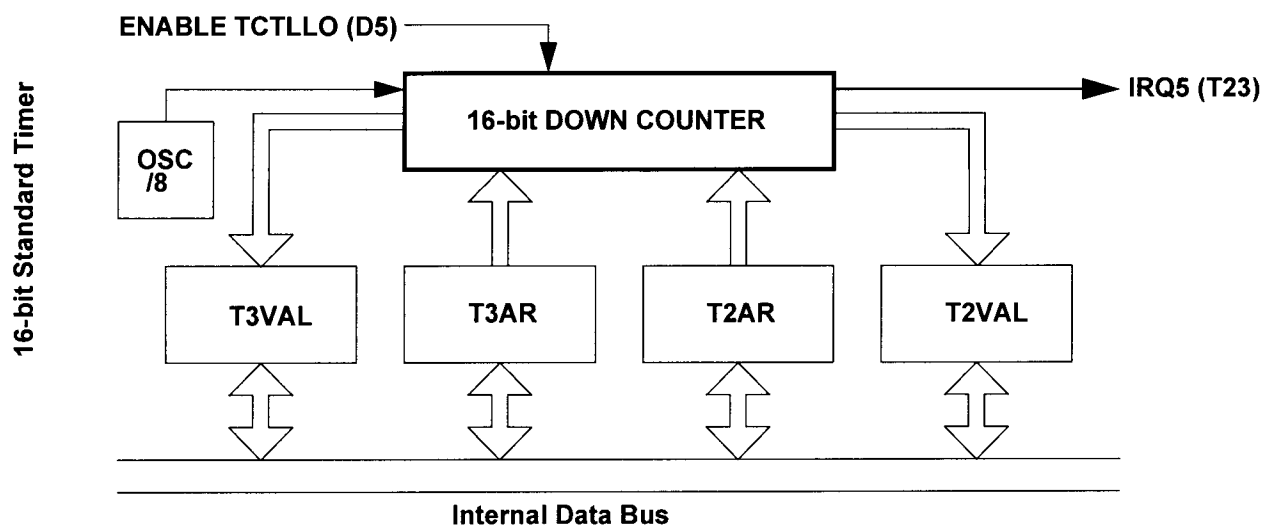 16-bit Standard Timer
ENABLE TCTLLO (D5)
IRQ5 (T23)
16-bit DOWN COUNTER
OSC
/8
T3VAL
T3AR
T2AR
T2VAL
Internal Data Bus